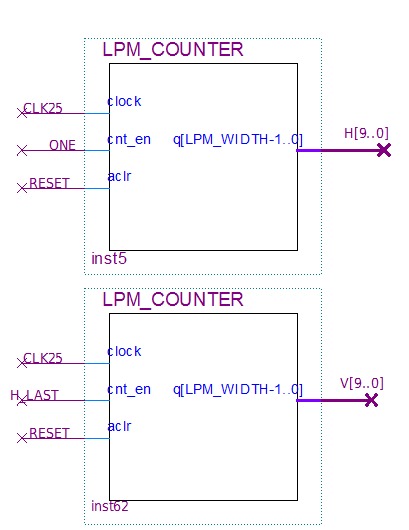 LPM_COUNTER
CLK25
clock
ONE
cnt_en
q[LPM_WIDTH-1..0]
H[9..0]
RESET
aclr
inst5
LPM_COUNTER
CLK25
clock
H_LAST
cnt_en
q[LPM_WIDTH-1..0]
V[9..0]
RESET
aclr
inst62